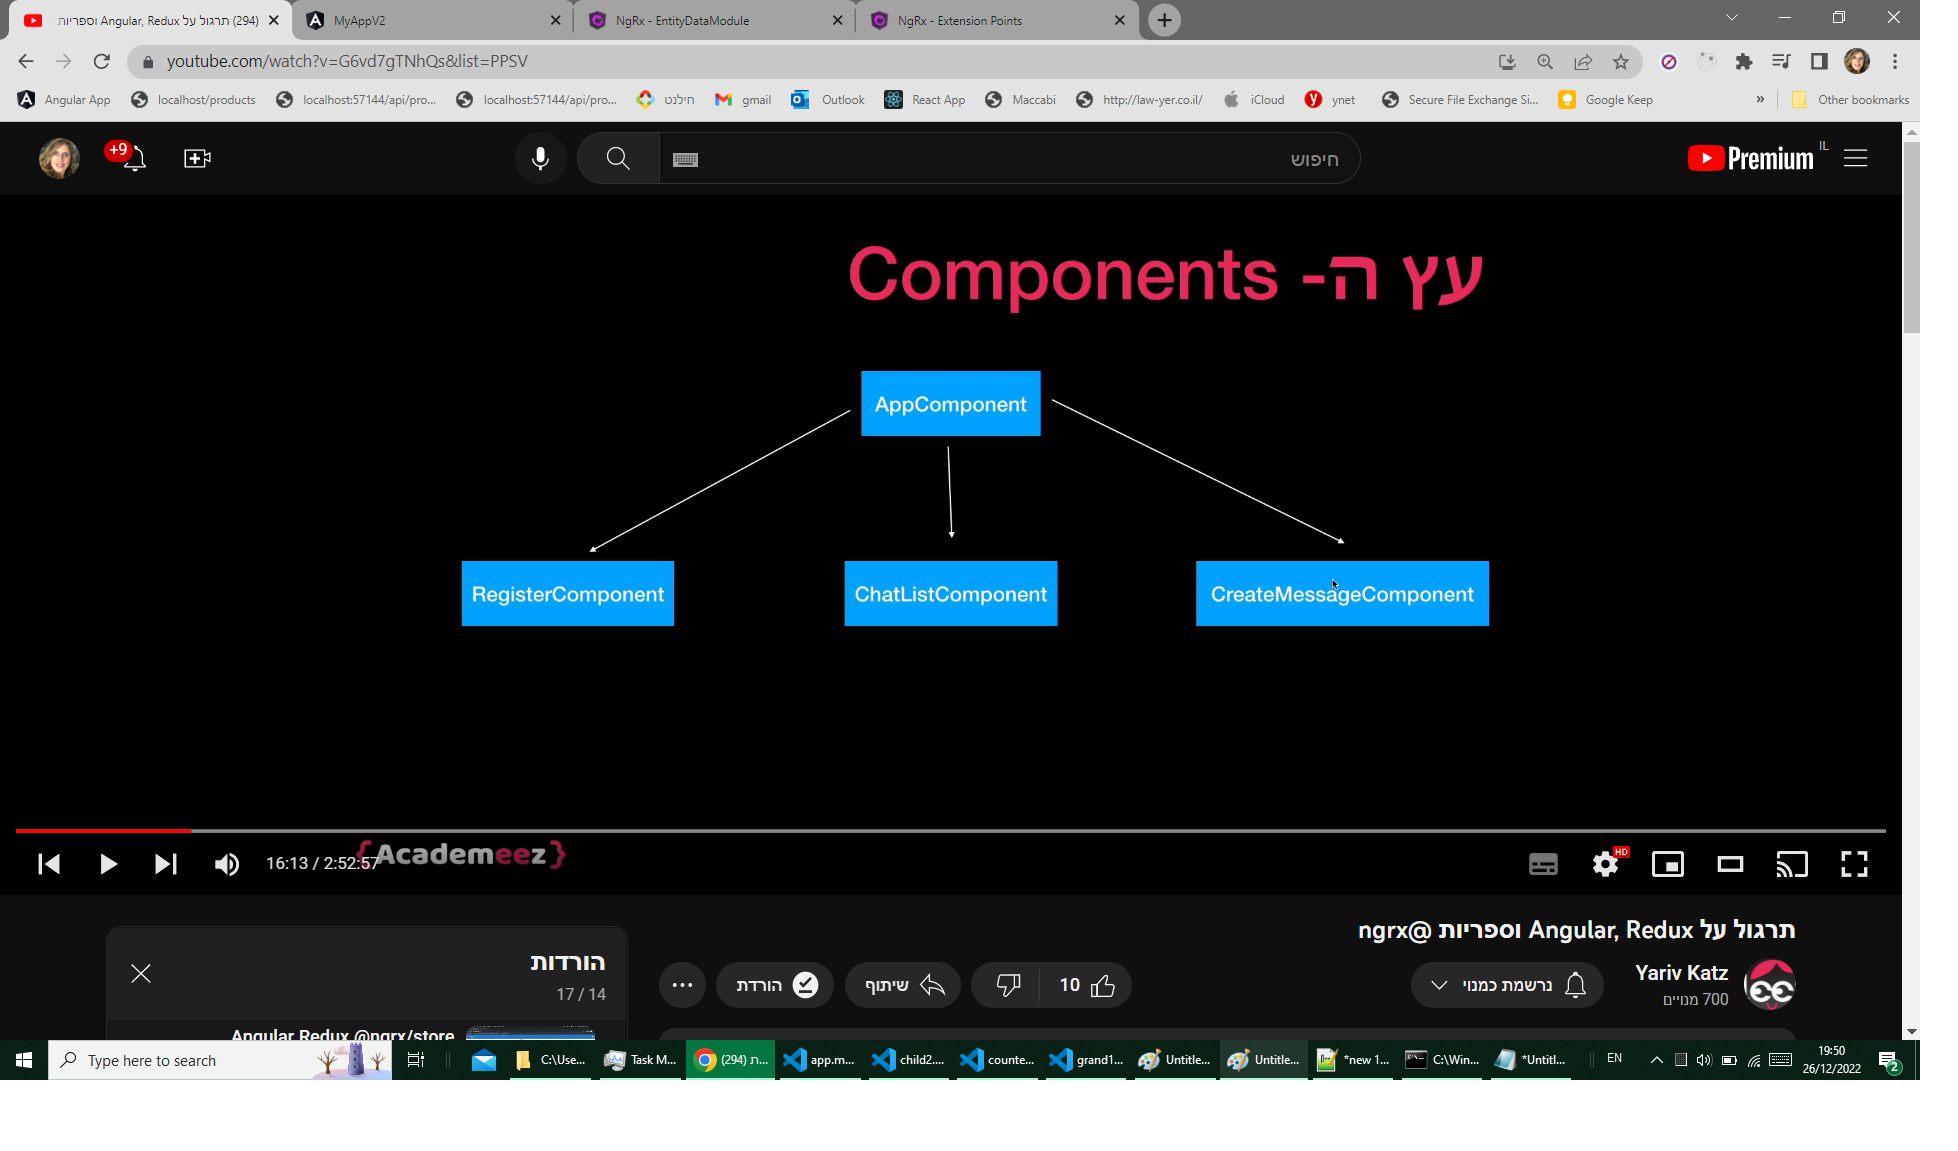 (294) תרגול על Angular, Redux וספריות
MyAppV2
NgRx - EntityDataModule
NgRx - Extension Points
youtube.com/watch?v=G6vd7gTNhQs&list=PPSV
Angular App
localhost/products
localhost:57144/api/pro...
localhost:57144/api/pro...
חילנט
gmail
Outlook
React App
Maccabi
http://law-yer.co.il/
iCloud
ynet
Secure File Exchange Si...
Google Keep
»
Other bookmarks
9+
חיפוש
Premium IL
עץ ה- Components
AppComponent
RegisterComponent
ChatListComponent
CreateMessageComponent
16:13 / 2:52:57
{Academeez}
HD
תרגול על Angular, Redux וספריות @ngrx
Yariv Katz
700 מנויים
נרשמת כמנוי
10
שיתוף
הורדת
...
הורדות
17 / 14
Angular Redux @ngrx/store
Type here to search
C:\Use...
Task M...
(294) ת...
app.m...
child2....
counte...
grand1...
Untitle...
Untitle...
*new 1...
C:\Win...
*Untitl...
EN
19:50
26/12/2022
2